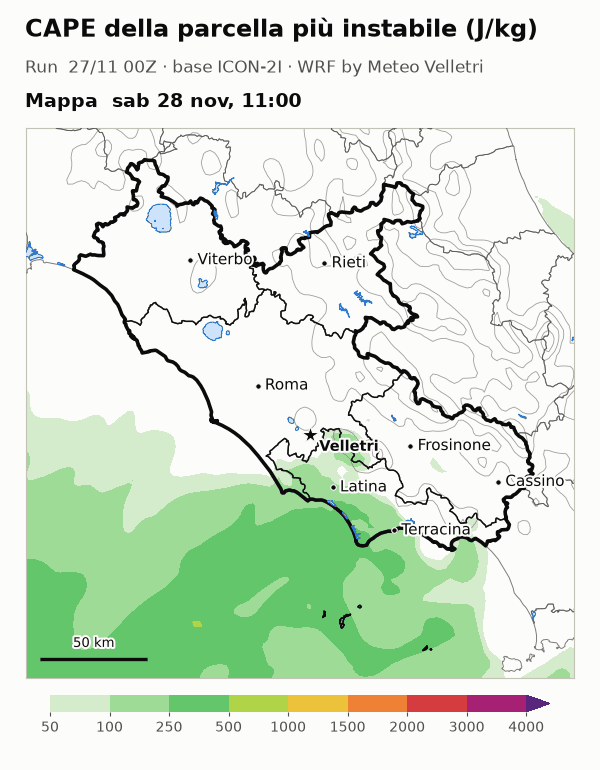 CAPE della parcella più instabile (J/kg)
Run  27/11 00Z · base ICON-2I · WRF by Meteo Velletri
Mappa  sab 28 nov, 11:00
Viterbo
Rieti
Roma
Velletri
Frosinone
Latina
Cassino
Terracina
50 km
50 100 250 500 1000 1500 2000 3000 4000